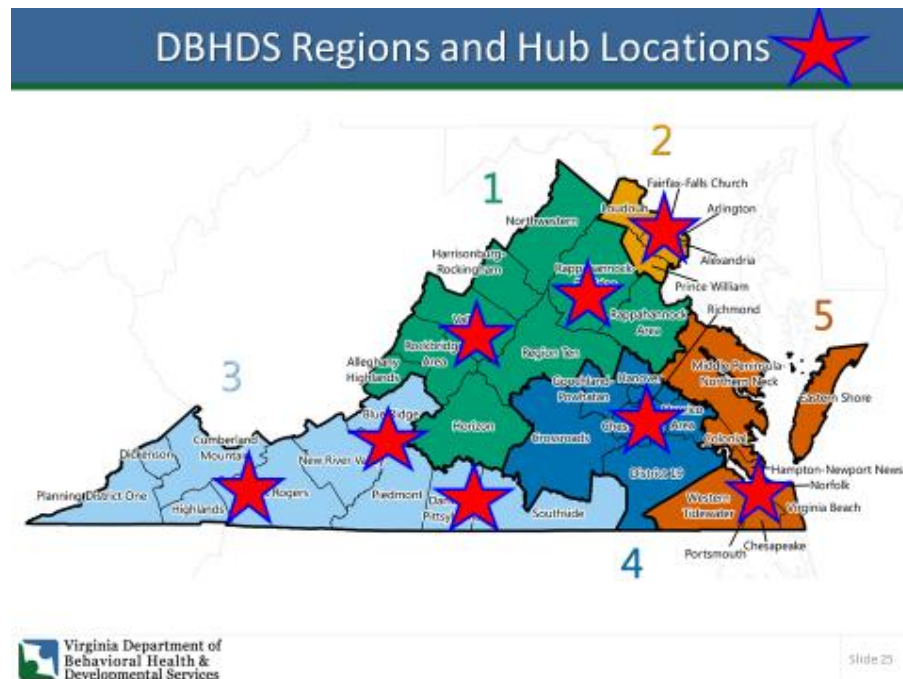 DBHDS Regions and Hub Locations
2
Fairfax-Falls Church
1
Loudoun
Arlington
Northwestern
Harrisonburg-
Rockingham
Rappahannock
Alexandria
Prince William
Richmond
5
Rappahannock
Area
Rockbridge
Area
Region Ten
Alleghany
Highlands
Middle Peninsula-
Northern Neck
Eastern Shore
3
Goochland-
Powhatan
Hanover
Blue Ridge
Horizon
Crossroads
Area
Colonial
Cumberland
Mountain
Dickenson
New River
District 19
Hampton-Newport News
Norfolk
Planning District One
Highlands
Rogers
Piedmont
Southside
Western
Tidewater
Virginia Beach
Chesapeake
Portsmouth
4
Virginia Department of
Behavioral Health &
Developmental Services
Slide 25